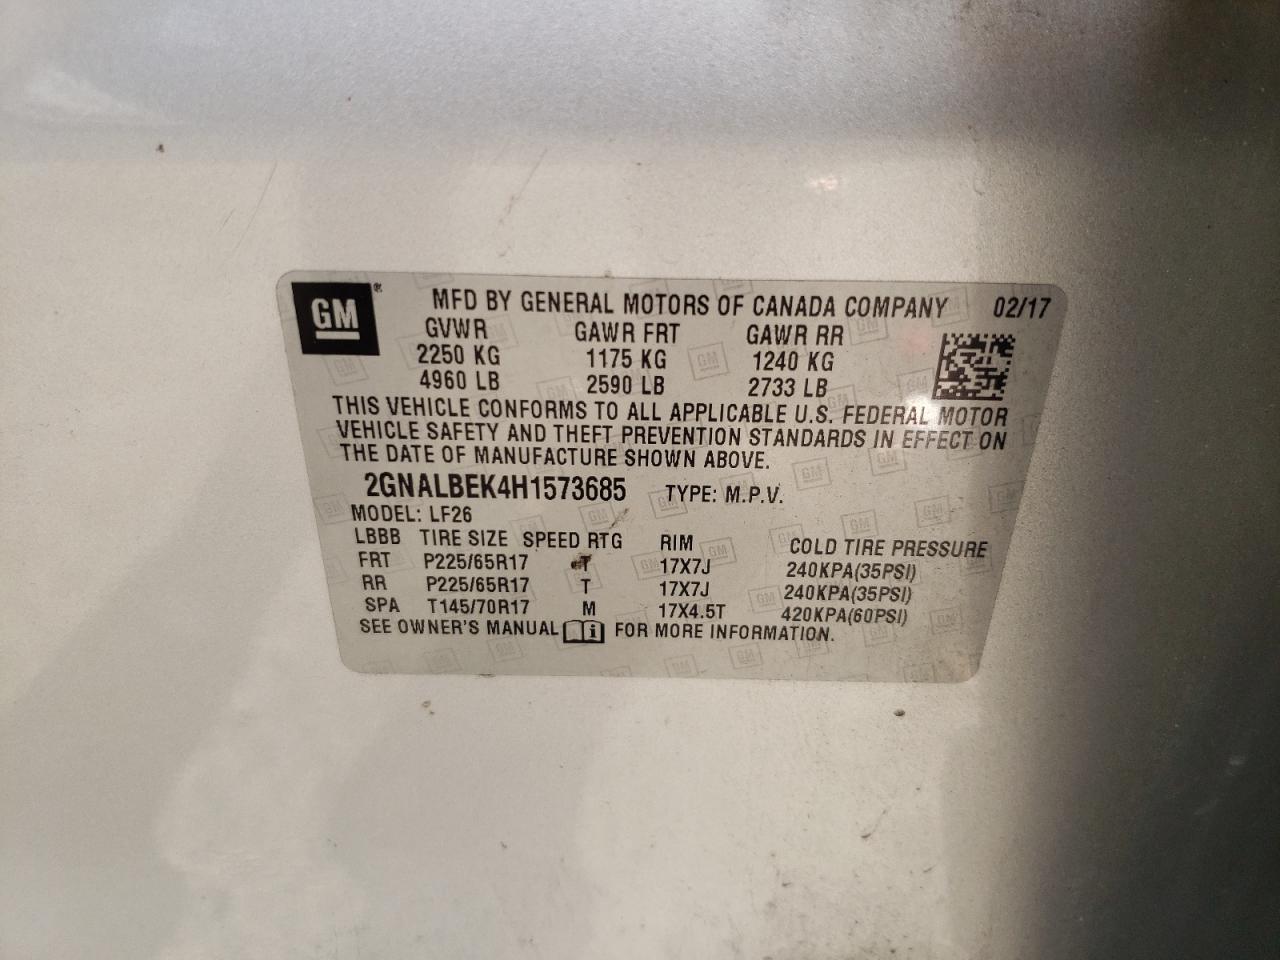 GM® MFD BY GENERAL MOTORS OF CANADA COMPANY 02/17
GVWR GAWR FRT GAWR RR
2250 KG 1175 KG 1240 KG
4960 LB 2590 LB 2733 LB
THIS VEHICLE CONFORMS TO ALL APPLICABLE U.S. FEDERAL MOTOR
VEHICLE SAFETY AND THEFT PREVENTION STANDARDS IN EFFECT ON
THE DATE OF MANUFACTURE SHOWN ABOVE.
2GNALBEK4H1573685 TYPE: M.P.V.
MODEL: LF26
LBBB TIRE SIZE SPEED RTG RIM COLD TIRE PRESSURE
FRT P225/65R17 T 17X7J 240KPA(35PSI)
RR P225/65R17 T 17X7J 240KPA(35PSI)
SPA T145/70R17 M 17X4.5T 420KPA(60PSI)
SEE OWNER'S MANUAL i FOR MORE INFORMATION.